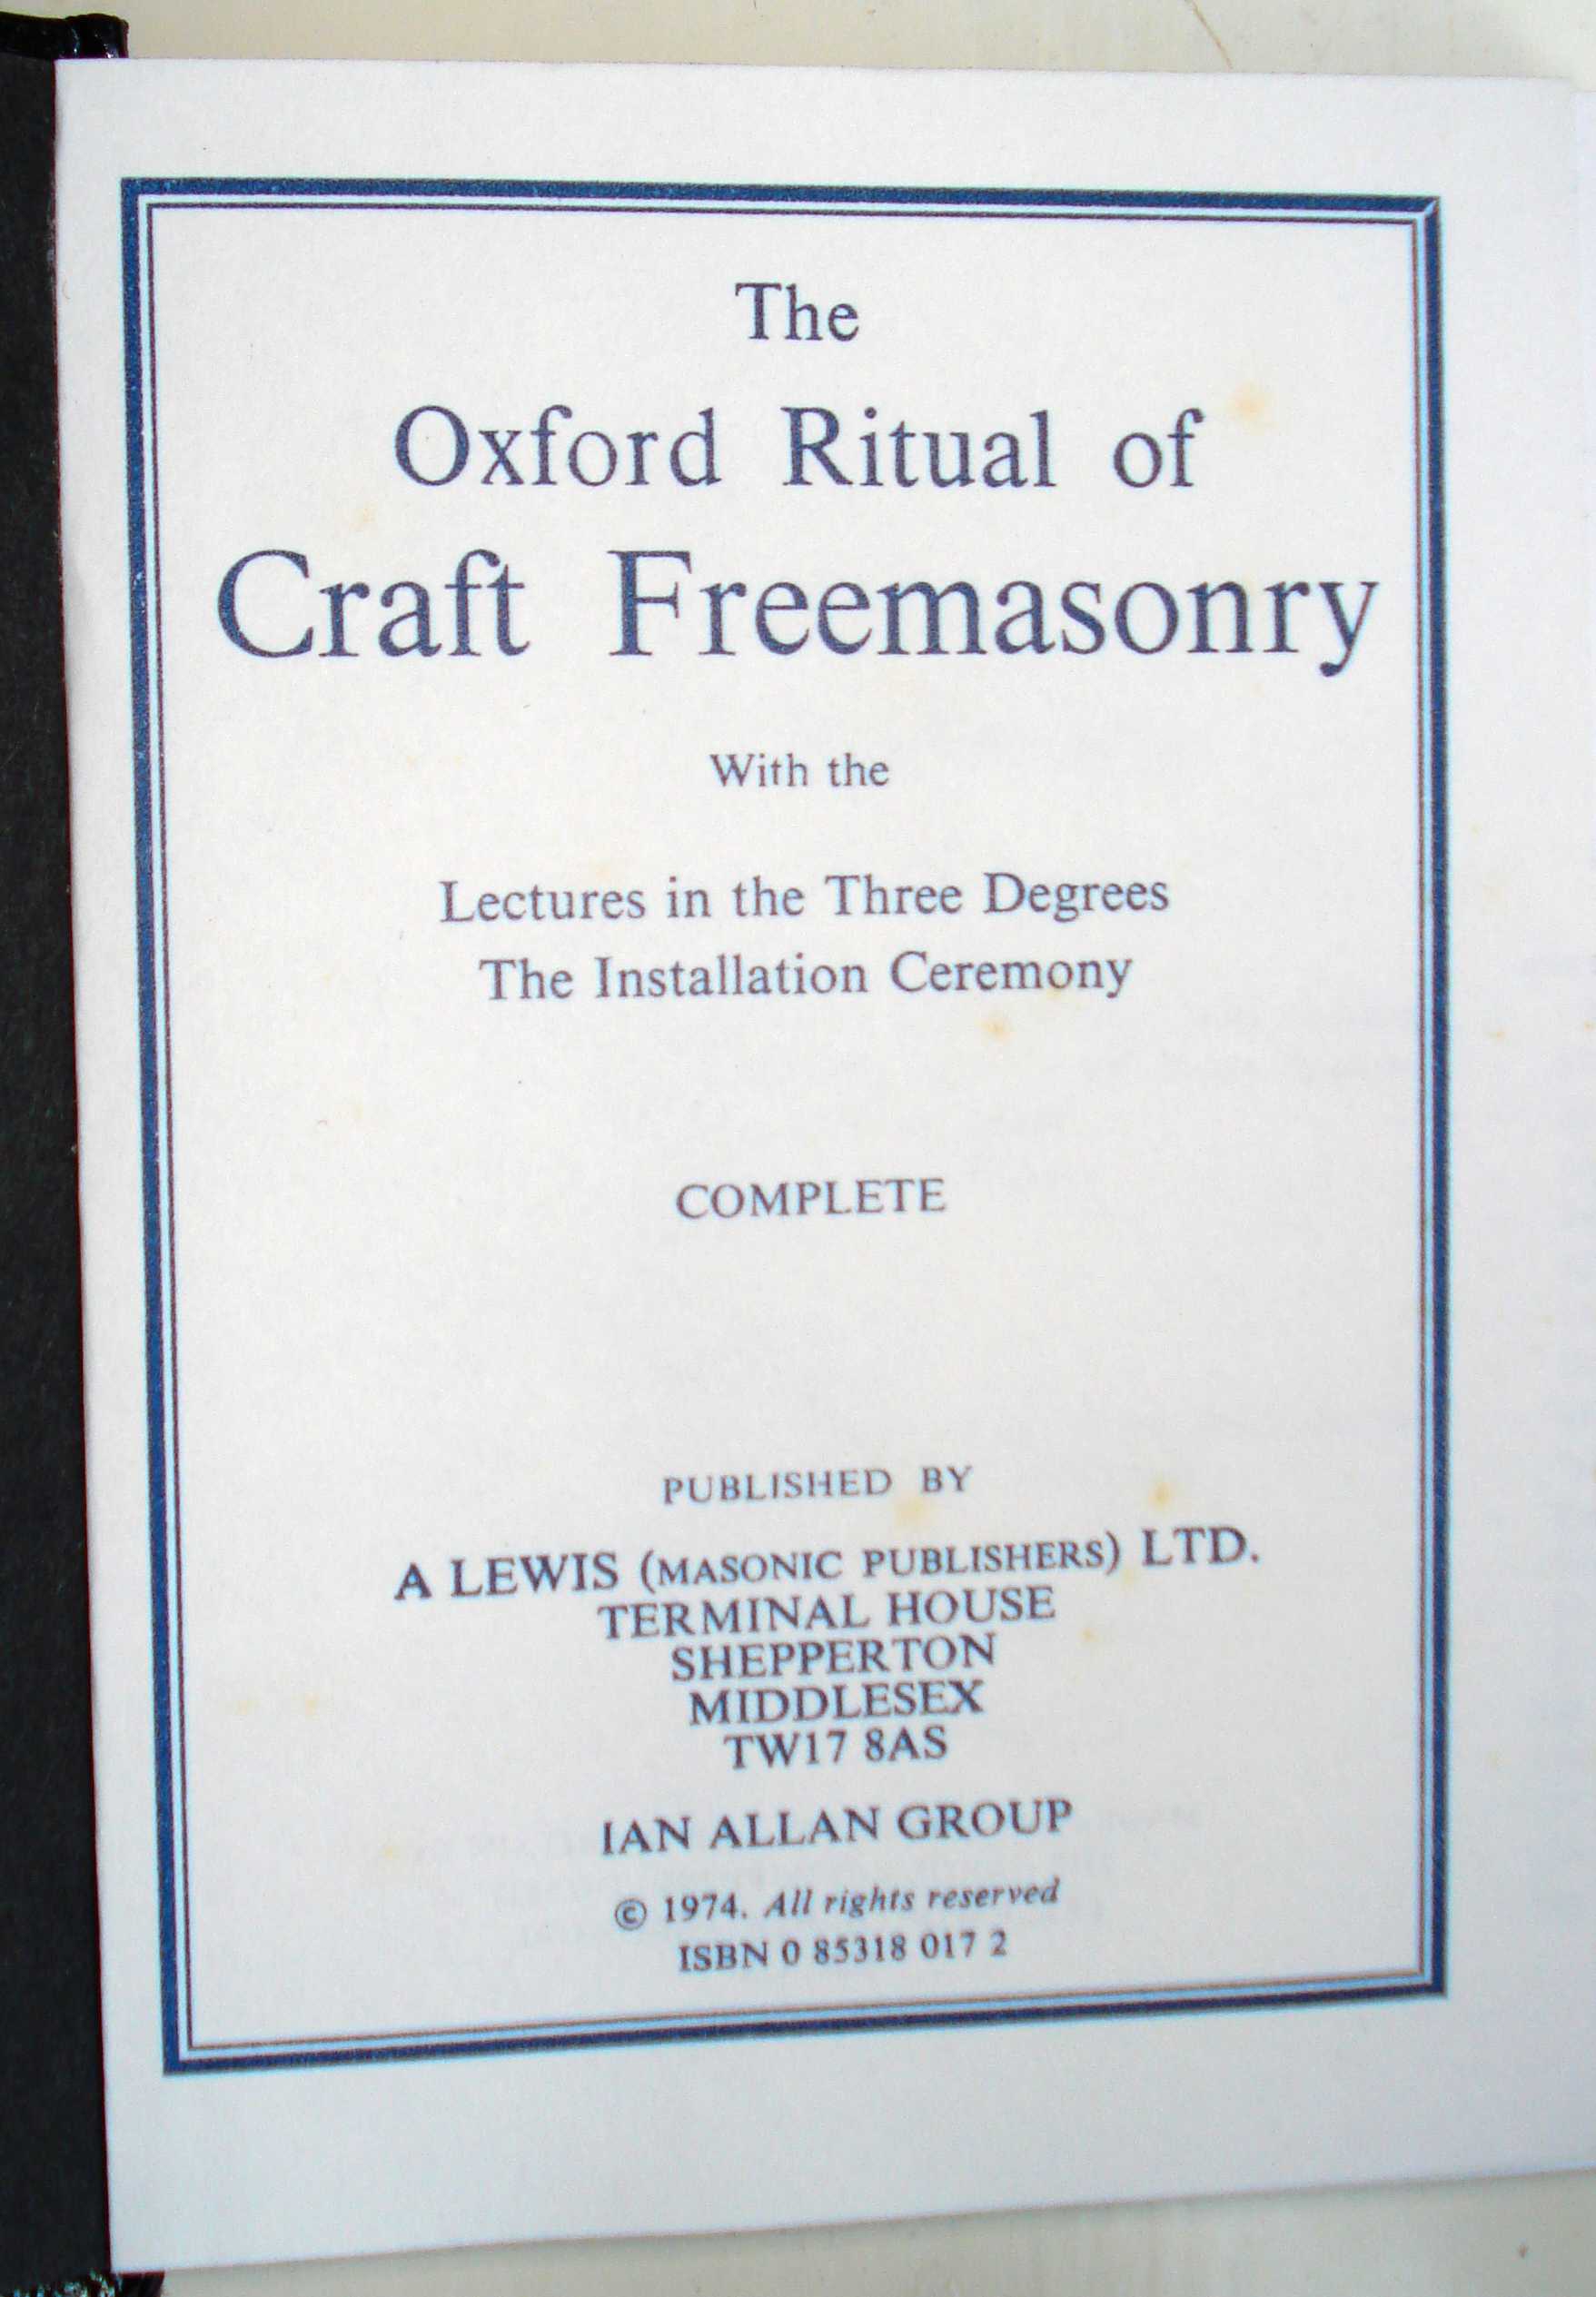 The
Oxford Ritual of
Craft Freemasonry
With the
Lectures in the Three Degrees
The Installation Ceremony
COMPLETE
PUBLISHED BY
A LEWIS (MASONIC PUBLISHERS) LTD.
TERMINAL HOUSE
SHEPPERTON
MIDDLESEX
TW17 8AS
IAN ALLAN GROUP
© 1974. All rights reserved
ISBN 0 85318 017 2